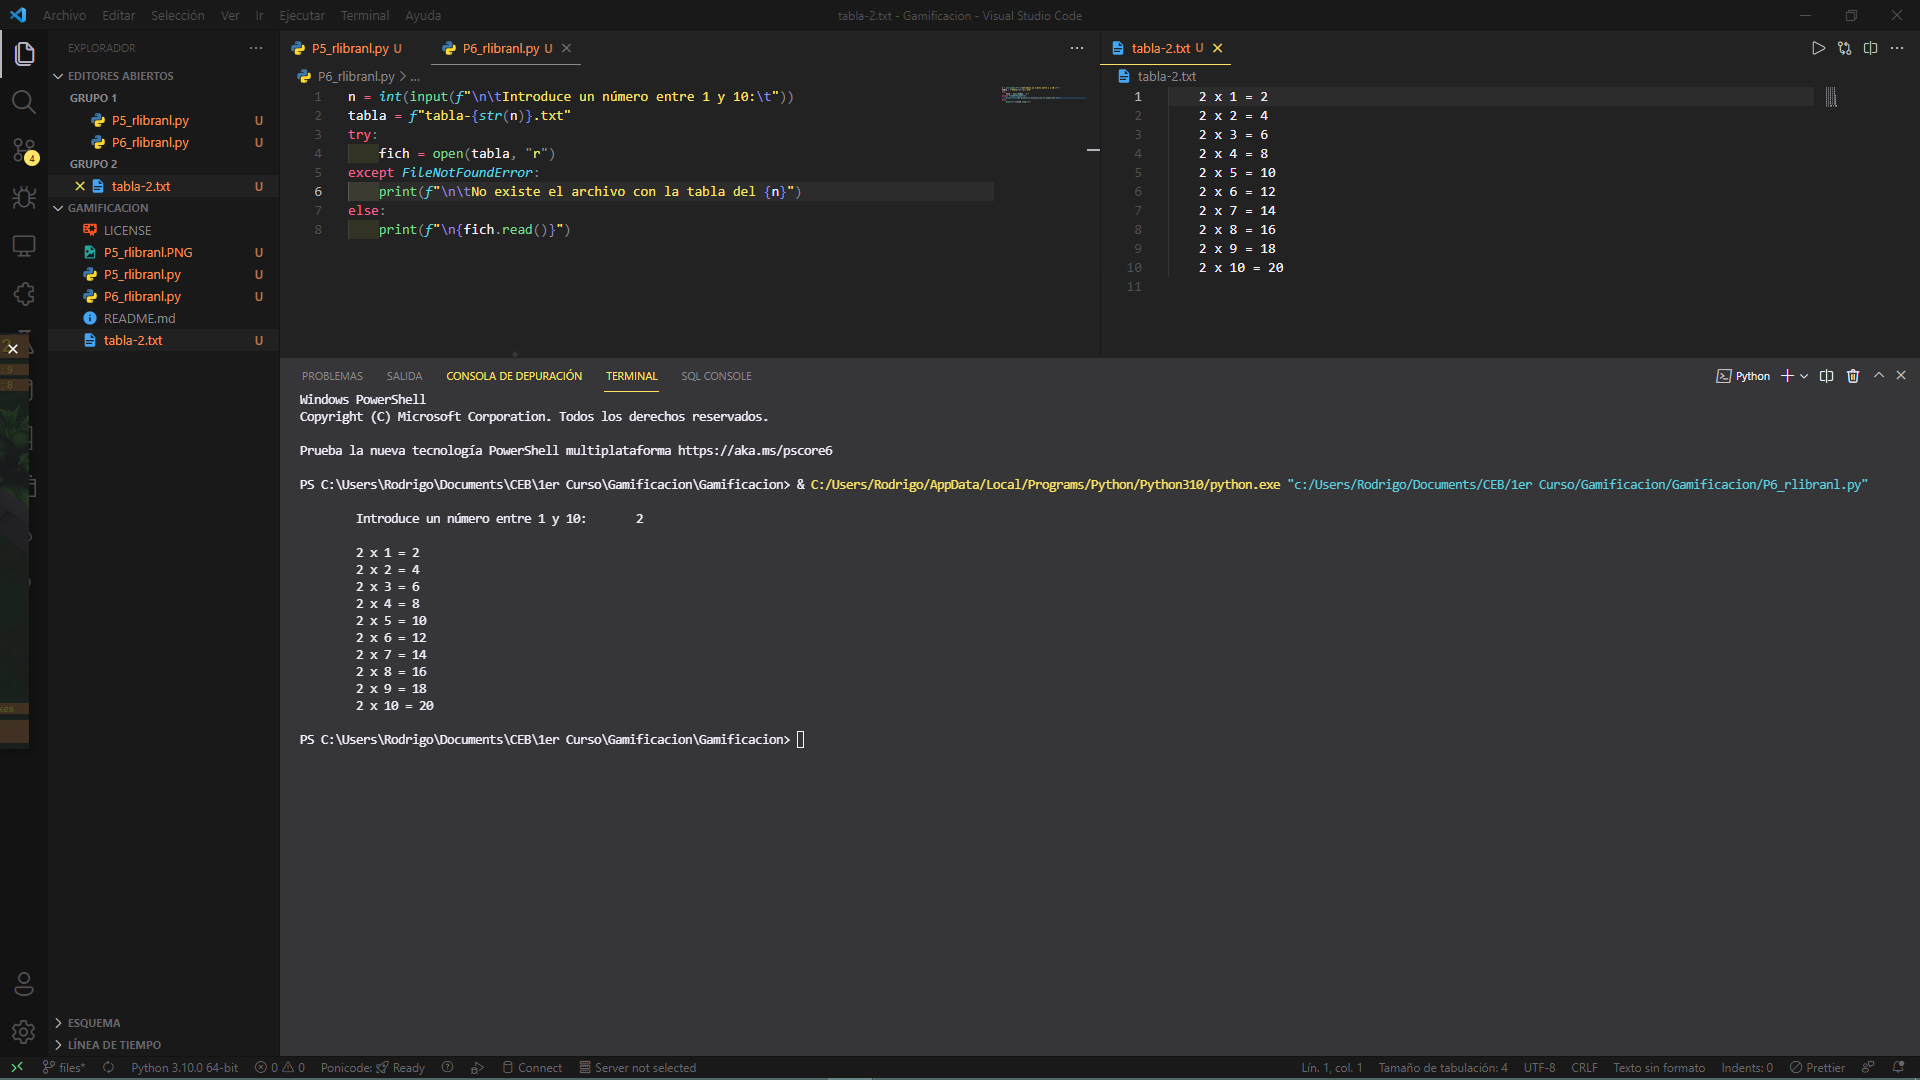 Archivo Editar Selección Ver Ir Ejecutar Terminal Ayuda
tabla-2.txt - Gamificacion - Visual Studio Code
EXPLORADOR
EDITORES ABIERTOS
GRUPO 1
P5_rlibranl.py U
P6_rlibranl.py U
GRUPO 2
tabla-2.txt U
GAMIFICACION
LICENSE
P5_rlibranl.PNG U
P5_rlibranl.py U
P6_rlibranl.py U
README.md
tabla-2.txt U
ESQUEMA
LÍNEA DE TIEMPO
4
P5_rlibranl.py U P6_rlibranl.py U
P6_rlibranl.py > ...
1 n = int(input(f"\n\tIntroduce un número entre 1 y 10:\t"))
2 tabla = f"tabla-{str(n)}.txt"
3 try:
4 fich = open(tabla, "r")
5 except FileNotFoundError:
6 print(f"\n\tNo existe el archivo con la tabla del {n}")
7 else:
8 print(f"\n{fich.read()}")
tabla-2.txt U
tabla-2.txt
1 2 x 1 = 2
2 2 x 2 = 4
3 2 x 3 = 6
4 2 x 4 = 8
5 2 x 5 = 10
6 2 x 6 = 12
7 2 x 7 = 14
8 2 x 8 = 16
9 2 x 9 = 18
10 2 x 10 = 20
11
PROBLEMAS SALIDA CONSOLA DE DEPURACIÓN TERMINAL SQL CONSOLE
Python
Windows PowerShell
Copyright (C) Microsoft Corporation. Todos los derechos reservados.
Prueba la nueva tecnología PowerShell multiplataforma https://aka.ms/pscore6
PS C:\Users\Rodrigo\Documents\CEB\1er Curso\Gamificacion\Gamificacion> & C:/Users/Rodrigo/AppData/Local/Programs/Python/Python310/python.exe "c:/Users/Rodrigo/Documents/CEB/1er Curso/Gamificacion/Gamificacion/P6_rlibranl.py"
Introduce un número entre 1 y 10: 2
2 x 1 = 2
2 x 2 = 4
2 x 3 = 6
2 x 4 = 8
2 x 5 = 10
2 x 6 = 12
2 x 7 = 14
2 x 8 = 16
2 x 9 = 18
2 x 10 = 20
PS C:\Users\Rodrigo\Documents\CEB\1er Curso\Gamificacion\Gamificacion>
files* Python 3.10.0 64-bit 0 0 Ponicode: Ready Connect Server not selected
Lín. 1, col. 1 Tamaño de tabulación: 4 UTF-8 CRLF Texto sin formato Indents: 0 Prettier